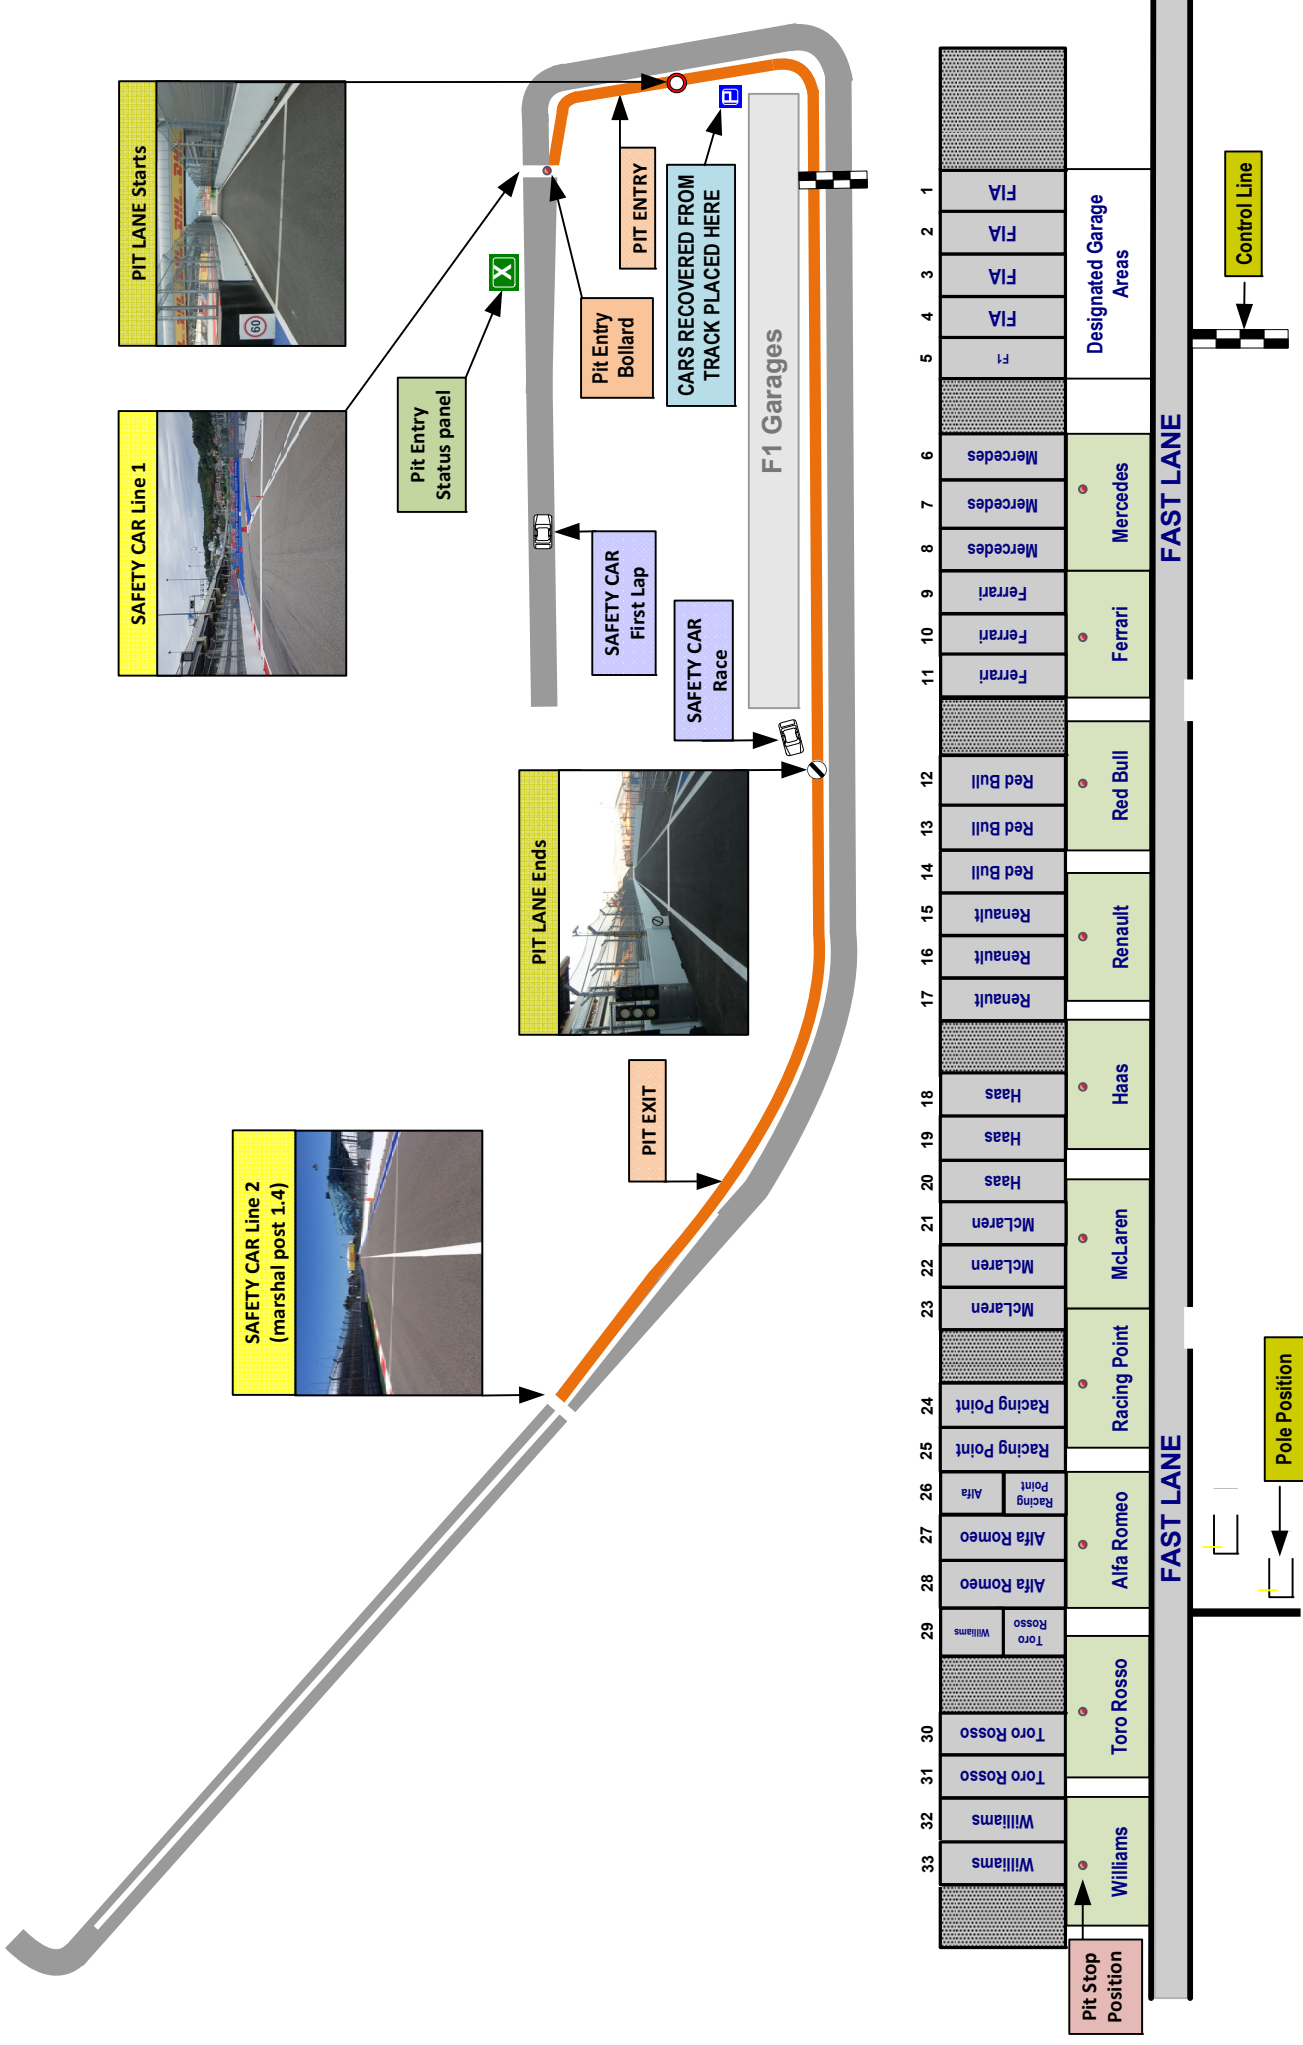 SAFETY CAR Line 1
PIT LANE Starts
DHL
DHL
60
SAFETY CAR Line 2
(marshal post 1.4)
Pit Entry
Status panel
X
PIT LANE Ends
SAFETY CAR
First Lap
Pit Entry
Bollard
PIT ENTRY
PIT EXIT
SAFETY CAR
Race
CARS RECOVERED FROM
TRACK PLACED HERE
P
F1 Garages
33 32 31 30 29 28 27 26 25 24 23 22 21 20 19 18 17 16 15 14 13 12 11 10 9 8 7 6 5 4 3 2 1
Williams
Williams
Toro Rosso
Toro Rosso
Williams
Toro
Rosso
Alfa Romeo
Alfa Romeo
Alfa
Racing
Point
Racing Point
Racing Point
McLaren
McLaren
McLaren
Haas
Haas
Haas
Renault
Renault
Renault
Red Bull
Red Bull
Red Bull
Ferrari
Ferrari
Ferrari
Mercedes
Mercedes
Mercedes
F1
FIA
FIA
FIA
FIA
Pit Stop
Position
Williams
Toro Rosso
Alfa Romeo
Racing Point
McLaren
Haas
Renault
Red Bull
Ferrari
Mercedes
Designated Garage
Areas
FAST LANE
FAST LANE
Control Line
Pole Position